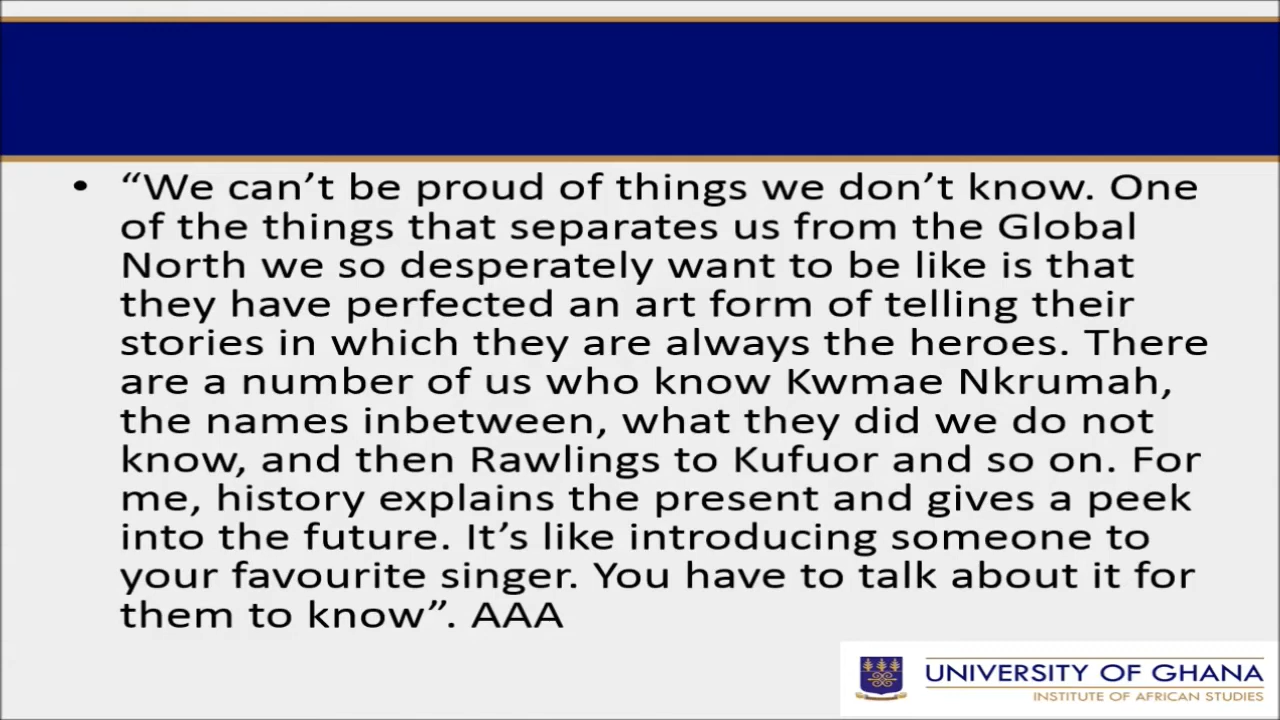 • “We can’t be proud of things we don’t know. One
of the things that separates us from the Global
North we so desperately want to be like is that
they have perfected an art form of telling their
stories in which they are always the heroes. There
are a number of us who know Kwmae Nkrumah,
the names inbetween, what they did we do not
know, and then Rawlings to Kufuor and so on. For
me, history explains the present and gives a peek
into the future. It’s like introducing someone to
your favourite singer. You have to talk about it for
them to know”. AAA
UNIVERSITY OF GHANA
INSTITUTE OF AFRICAN STUDIES